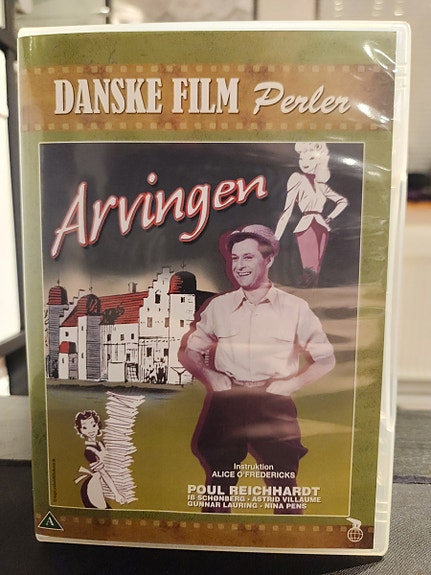 DANSKE FILM Perler
Arvingen
Instruktion
ALICE O'FREDERICKS
POUL REICHHARDT
IB SCHØNBERG · ASTRID VILLAUME
GUNNAR LAURING · NINA PENS
A